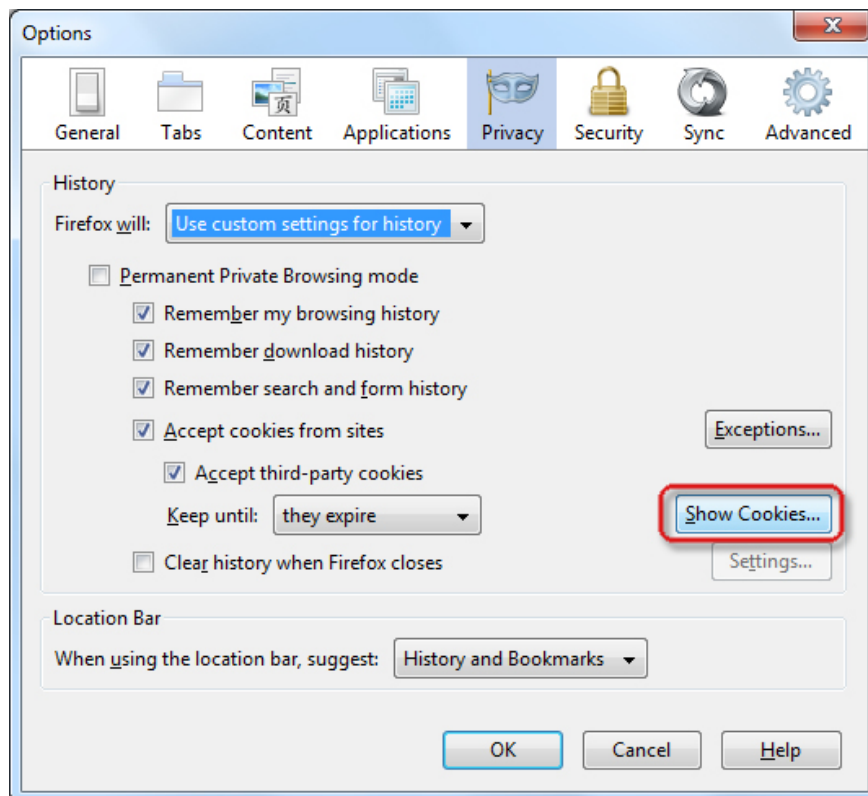 Options
General Tabs Content Applications Privacy Security Sync Advanced
页
History
Firefox will: Use custom settings for history
Permanent Private Browsing mode
Remember my browsing history
Remember download history
Remember search and form history
Accept cookies from sites Exceptions...
Accept third-party cookies
Keep until: they expire Show Cookies...
Clear history when Firefox closes Settings...
Location Bar
When using the location bar, suggest: History and Bookmarks
OK Cancel Help